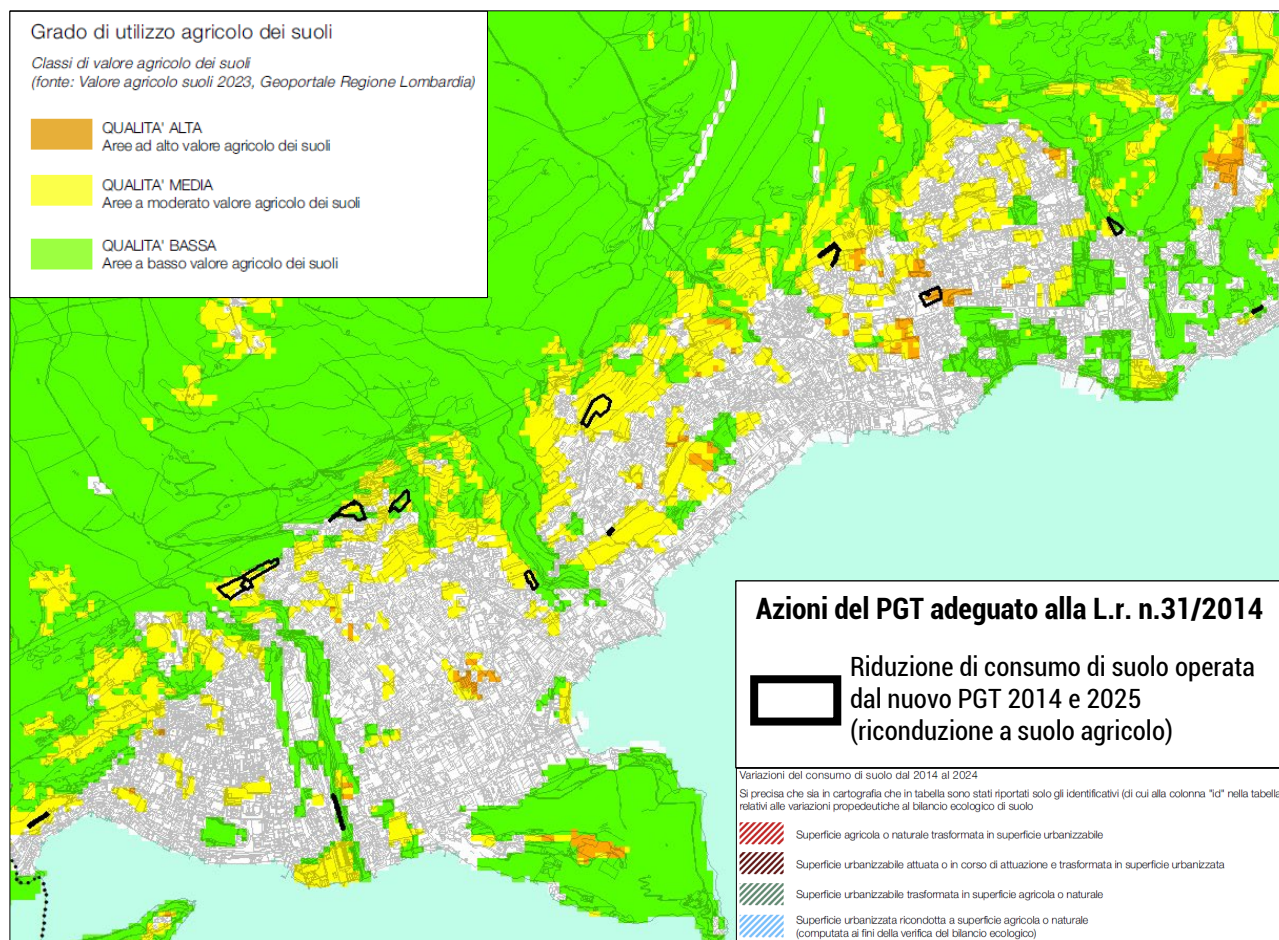 Grado di utilizzo agricolo dei suoli
Classi di valore agricolo dei suoli
(fonte: Valore agricolo suoli 2023, Geoportale Regione Lombardia)
QUALITA' ALTA
Aree ad alto valore agricolo dei suoli
QUALITA' MEDIA
Aree a moderato valore agricolo dei suoli
QUALITA' BASSA
Aree a basso valore agricolo dei suoli
Azioni del PGT adeguato alla L.r. n.31/2014
Riduzione di consumo di suolo operata
dal nuovo PGT 2014 e 2025
(riconduzione a suolo agricolo)
Variazioni del consumo di suolo dal 2014 al 2024
Si precisa che sia in cartografia che in tabella sono stati riportati solo gli identificativi (di cui alla colonna "id" nella tabella
relativi alle variazioni propedeutiche al bilancio ecologico di suolo
Superficie agricola o naturale trasformata in superficie urbanizzabile
Superficie urbanizzabile attuata o in corso di attuazione e trasformata in superficie urbanizzata
Superficie urbanizzabile trasformata in superficie agricola o naturale
Superficie urbanizzata ricondotta a superficie agricola o naturale
(computata ai fini della verifica del bilancio ecologico)